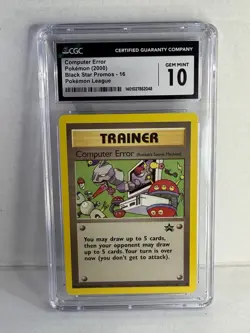 CGC
CERTIFIED GUARANTY COMPANY
Computer Error
Pokémon (2000)
Black Star Promos - 16
Pokémon League
GEM MINT
10
TRAINER
Computer Error
You may draw up to 5 cards,
then your opponent may draw
up to 5 cards. Your turn is over
now (you don't get to attack).